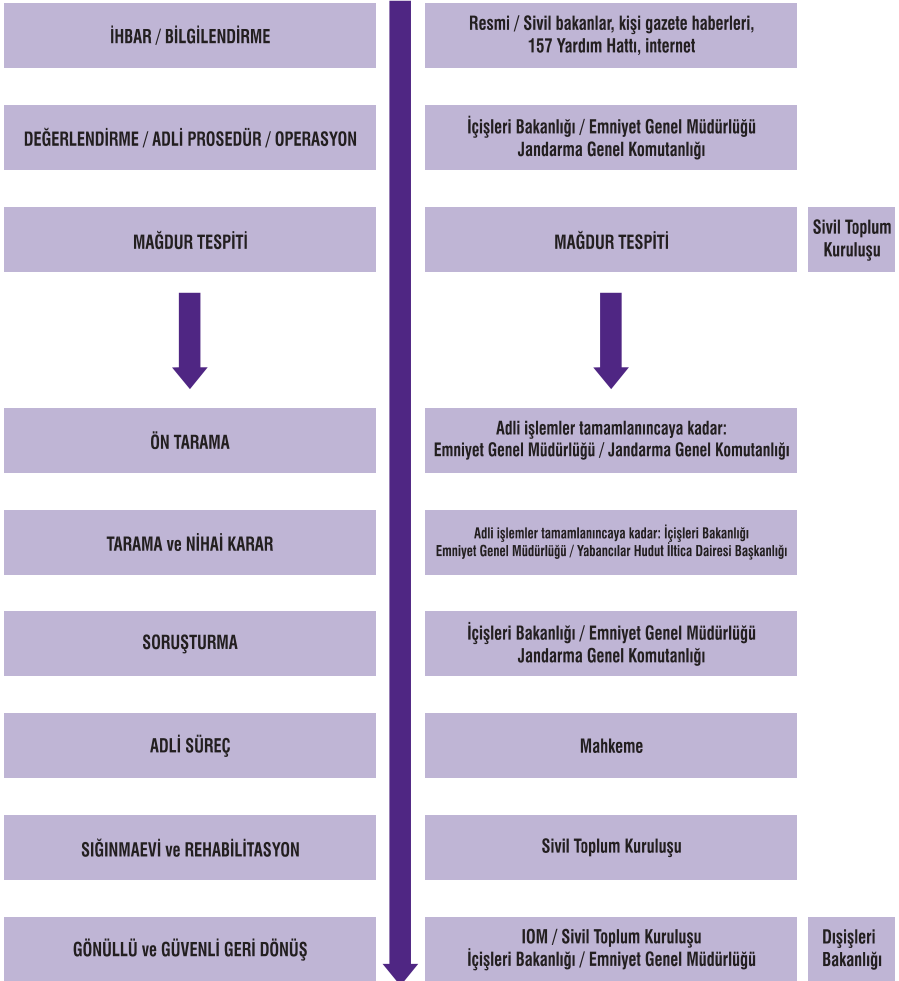 İHBAR / BİLGİLENDİRME
Resmi / Sivil bakanlar, kişi gazete haberleri,
157 Yardım Hattı, internet
DEĞERLENDİRME / ADLİ PROSEDÜR / OPERASYON
İçişleri Bakanlığı / Emniyet Genel Müdürlüğü
Jandarma Genel Komutanlığı
MAĞDUR TESPİTİ
MAĞDUR TESPİTİ
Sivil Toplum
Kuruluşu
ÖN TARAMA
Adli işlemler tamamlanıncaya kadar:
Emniyet Genel Müdürlüğü / Jandarma Genel Komutanlığı
TARAMA ve NİHAİ KARAR
Adli işlemler tamamlanıncaya kadar: İçişleri Bakanlığı
Emniyet Genel Müdürlüğü / Yabancılar Hudut İltica Dairesi Başkanlığı
SORUŞTURMA
İçişleri Bakanlığı / Emniyet Genel Müdürlüğü
Jandarma Genel Komutanlığı
ADLİ SÜREÇ
Mahkeme
SIĞINMAEVİ ve REHABİLİTASYON
Sivil Toplum Kuruluşu
GÖNÜLLÜ ve GÜVENLİ GERİ DÖNÜŞ
IOM / Sivil Toplum Kuruluşu
İçişleri Bakanlığı / Emniyet Genel Müdürlüğü
Dışişleri
Bakanlığı